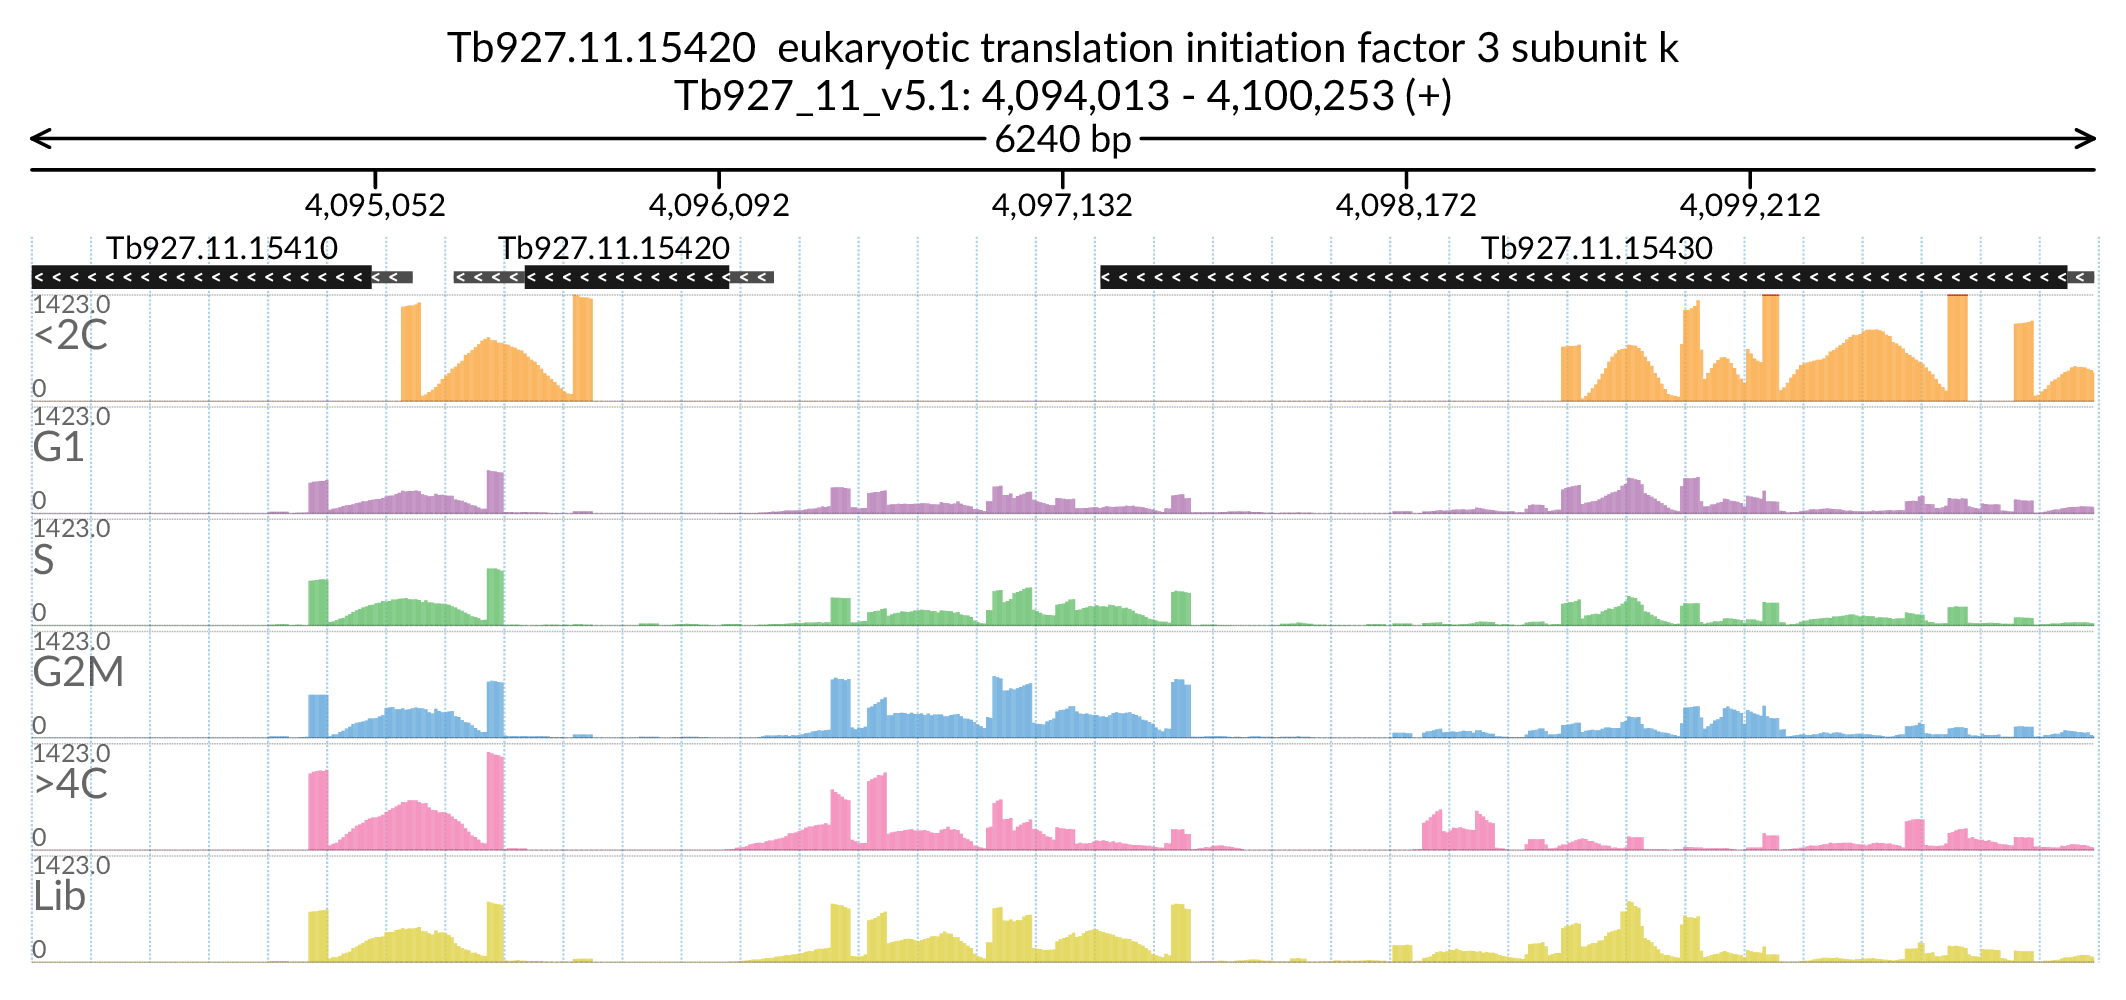 Tb927.11.15420  eukaryotic translation initiation factor 3 subunit k
Tb927_11_v5.1: 4,094,013 - 4,100,253 (+)
6240 bp
4,095,052 4,096,092 4,097,132 4,098,172 4,099,212
Tb927.11.15410 Tb927.11.15420 Tb927.11.15430
1423.0
<2C
0
1423.0
G1
0
1423.0
S
0
1423.0
G2M
0
1423.0
>4C
0
1423.0
Lib
0